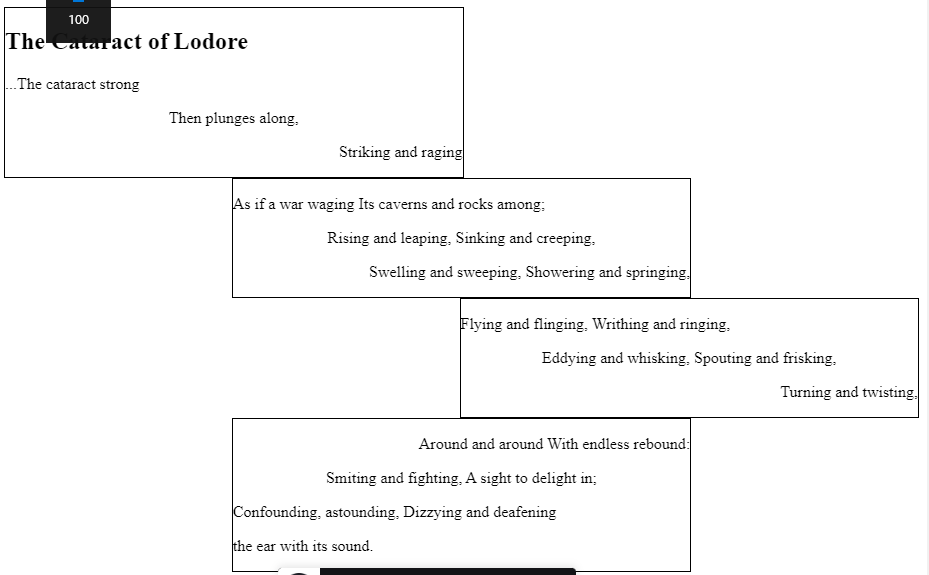 100
The Cataract of Lodore
...The cataract strong
Then plunges along,
Striking and raging
As if a war waging Its caverns and rocks among;
Rising and leaping, Sinking and creeping,
Swelling and sweeping, Showering and springing,
Flying and flinging, Writhing and ringing,
Eddying and whisking, Spouting and frisking,
Turning and twisting,
Around and around With endless rebound:
Smiting and fighting, A sight to delight in;
Confounding, astounding, Dizzying and deafening
the ear with its sound.